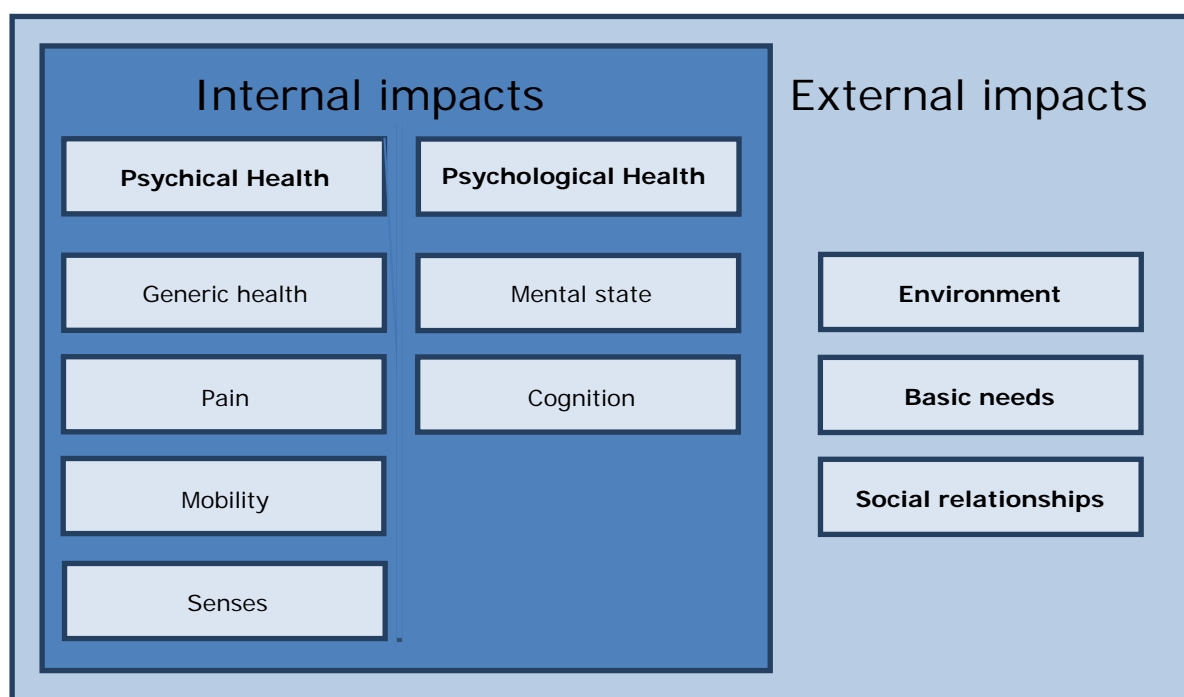 Internal impacts
External impacts
Psychical Health
Psychological Health
Generic health
Mental state
Environment
Pain
Cognition
Basic needs
Mobility
Social relationships
Senses